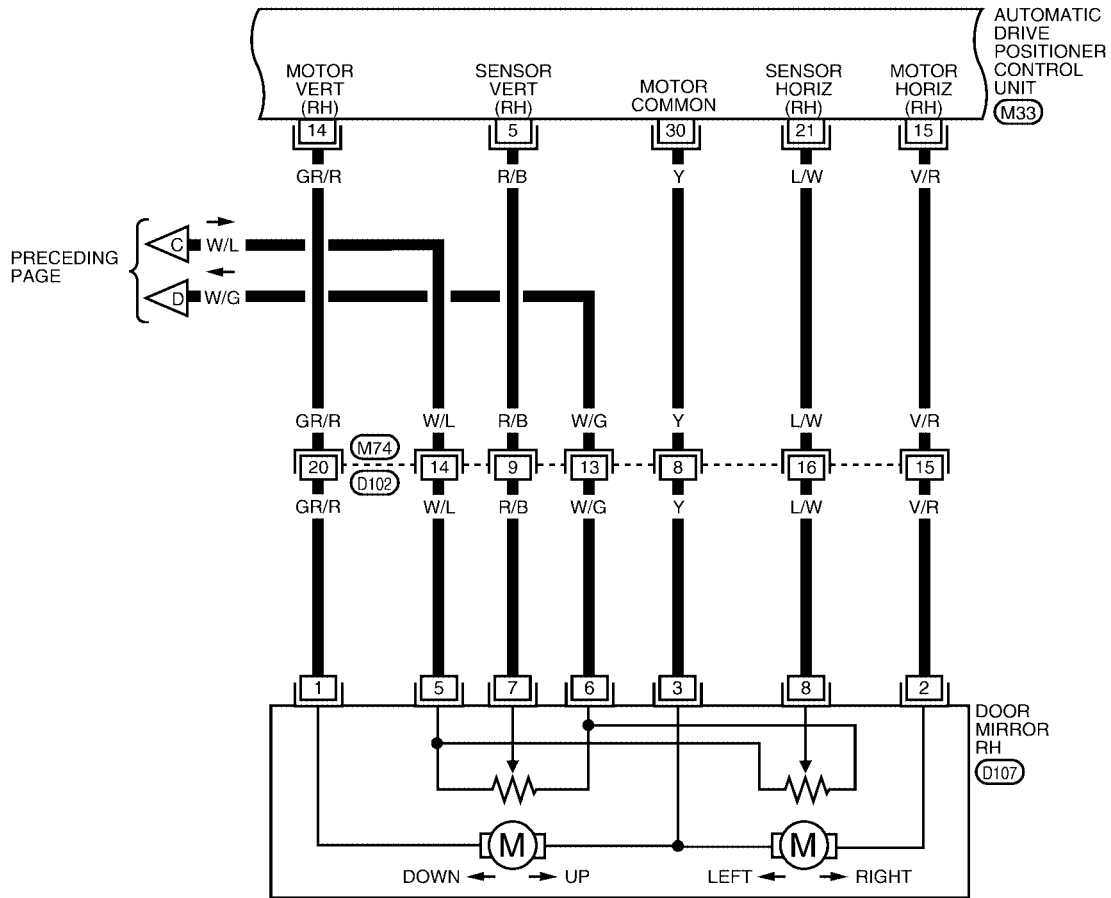 AUTOMATIC
DRIVE
POSITIONER
CONTROL
UNIT
M33
MOTOR
VERT
(RH)
SENSOR
VERT
(RH)
MOTOR
COMMON
SENSOR
HORIZ
(RH)
MOTOR
HORIZ
(RH)
14 5 30 21 15
GR/R R/B Y L/W V/R
PRECEDING
PAGE
C W/L
D W/G
GR/R W/L R/B W/G Y L/W V/R
M74
20 14 9 13 8 16 15
D102
GR/R W/L R/B W/G Y L/W V/R
1 5 7 6 3 8 2
DOOR
MIRROR
RH
D107
M M
DOWN UP LEFT RIGHT